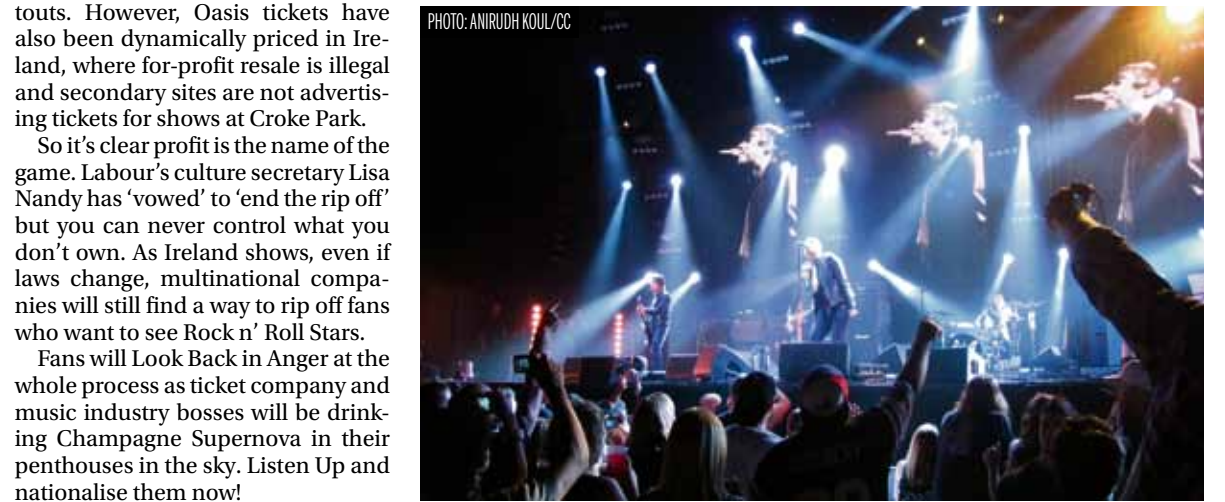 touts. However, Oasis tickets have
also been dynamically priced in Ire-
land, where for-profit resale is illegal
and secondary sites are not advertis-
ing tickets for shows at Croke Park.
So it's clear profit is the name of the
game. Labour's culture secretary Lisa
Nandy has 'vowed' to 'end the rip off'
but you can never control what you
don't own. As Ireland shows, even if
laws change, multinational compa-
nies will still find a way to rip off fans
who want to see Rock n' Roll Stars.
Fans will Look Back in Anger at the
whole process as ticket company and
music industry bosses will be drink-
ing Champagne Supernova in their
penthouses in the sky. Listen Up and
nationalise them now!
PHOTO: ANIRUDH KOUL/CC